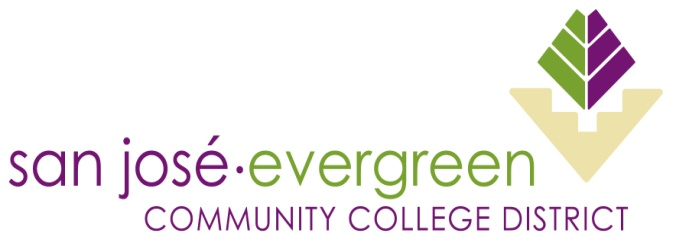 san josé·evergreen
COMMUNITY COLLEGE DISTRICT